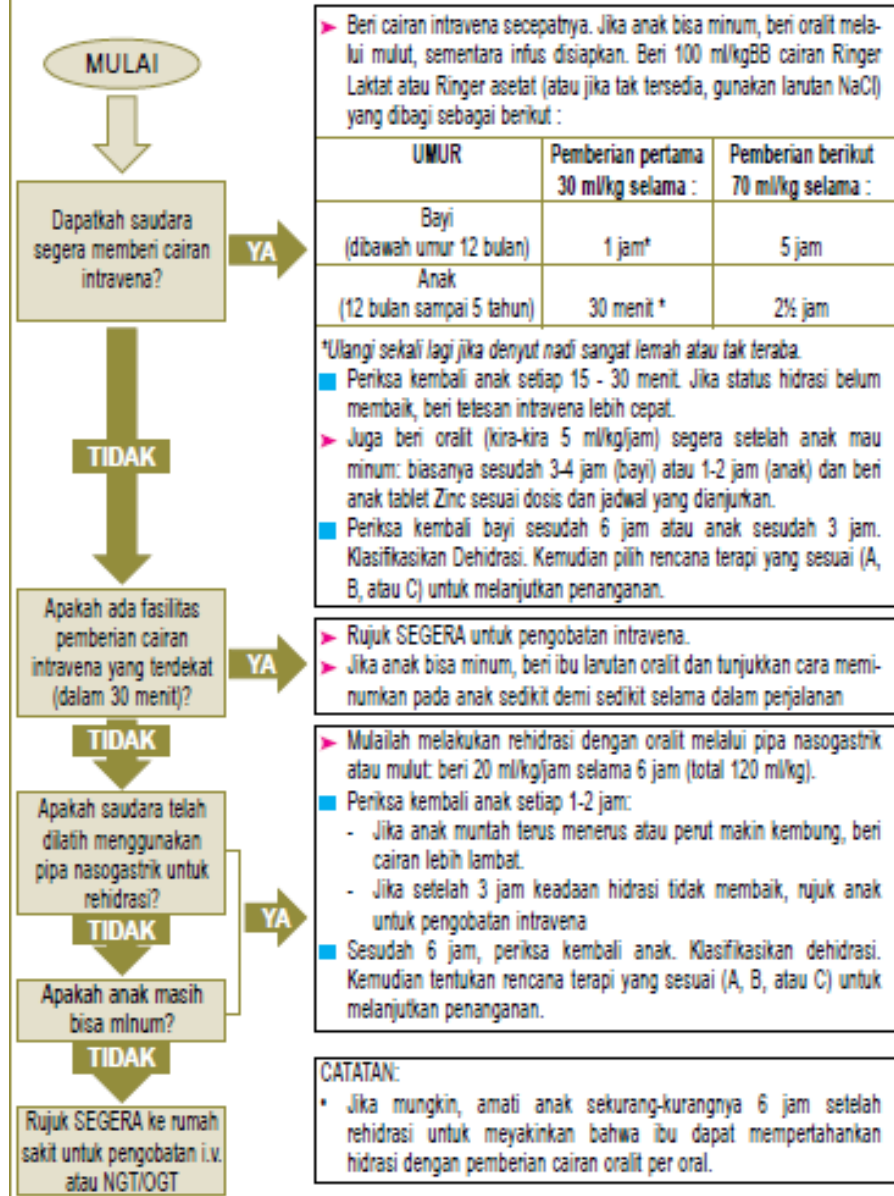 MULAI
Dapatkah saudara
segera memberi cairan
intravena?
YA
➤ Beri cairan intravena secepatnya. Jika anak bisa minum, beri oralit mela-
lui mulut, sementara infus disiapkan. Beri 100 ml/kgBB cairan Ringer
Laktat atau Ringer asetat (atau jika tak tersedia, gunakan larutan NaCl)
yang dibagi sebagai berikut :
UMUR
Pemberian pertama
30 ml/kg selama :
Pemberian berikut
70 ml/kg selama :
Bayi
(dibawah umur 12 bulan)
1 jam*
5 jam
Anak
(12 bulan sampai 5 tahun)
30 menit *
2½ jam
*Ulangi sekali lagi jika denyut nadi sangat lemah atau tak teraba.
■ Periksa kembali anak setiap 15 - 30 menit. Jika status hidrasi belum
membaik, beri tetesan intravena lebih cepat.
➤ Juga beri oralit (kira-kira 5 ml/kg/jam) segera setelah anak mau
minum: biasanya sesudah 3-4 jam (bayi) atau 1-2 jam (anak) dan beri
anak tablet Zinc sesuai dosis dan jadwal yang dianjurkan.
■ Periksa kembali bayi sesudah 6 jam atau anak sesudah 3 jam.
Klasifkasikan Dehidrasi. Kemudian pilih rencana terapi yang sesuai (A,
B, atau C) untuk melanjutkan penanganan.
TIDAK
Apakah ada fasilitas
pemberian cairan
intravena yang terdekat
(dalam 30 menit)?
YA
➤ Rujuk SEGERA untuk pengobatan intravena.
➤ Jika anak bisa minum, beri ibu larutan oralit dan tunjukkan cara memi-
numkan pada anak sedikit demi sedikit selama dalam perjalanan
TIDAK
Apakah saudara telah
dilatih menggunakan
pipa nasogastrik untuk
rehidrasi?
TIDAK
Apakah anak masih
bisa mInum?
YA
➤ Mulailah melakukan rehidrasi dengan oralit melalui pipa nasogastrik
atau mulut: beri 20 ml/kg/jam selama 6 jam (total 120 ml/kg).
■ Periksa kembali anak setiap 1-2 jam:
- Jika anak muntah terus menerus atau perut makin kembung, beri
cairan lebih lambat.
- Jika setelah 3 jam keadaan hidrasi tidak membaik, rujuk anak
untuk pengobatan intravena
■ Sesudah 6 jam, periksa kembali anak. Klasifikasikan dehidrasi.
Kemudian tentukan rencana terapi yang sesuai (A, B, atau C) untuk
melanjutkan penanganan.
TIDAK
Rujuk SEGERA ke rumah
sakit untuk pengobatan i.v.
atau NGT/OGT
CATATAN:
• Jika mungkin, amati anak sekurang-kurangnya 6 jam setelah
rehidrasi untuk meyakinkan bahwa ibu dapat mempertahankan
hidrasi dengan pemberian cairan oralit per oral.